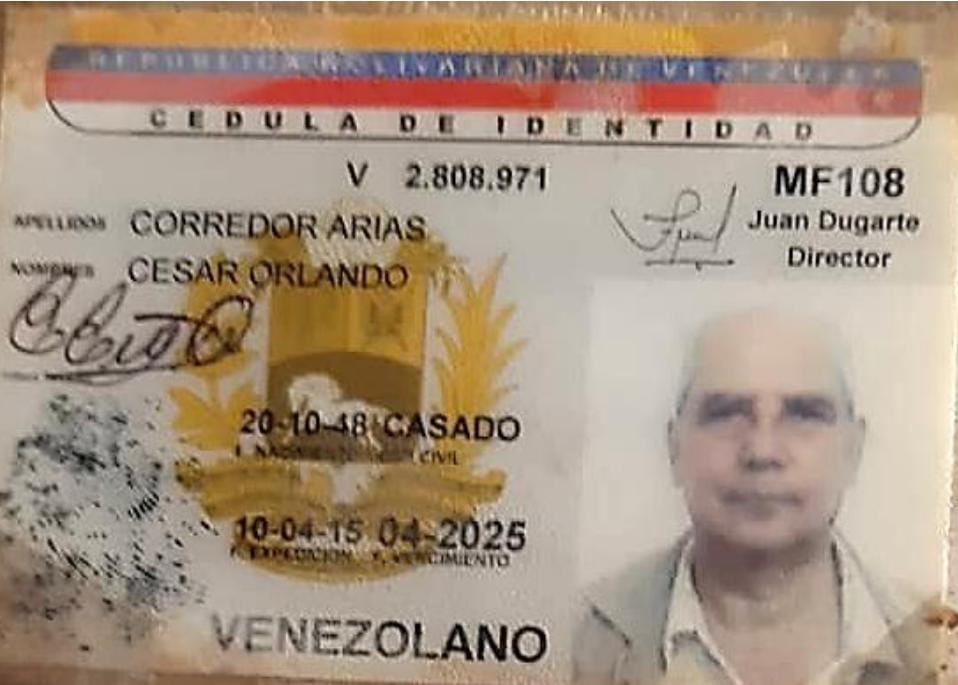 REPUBLICA BOLIVARIANA DE VENEZUELA
CEDULA DE IDENTIDAD
V 2.808.971
MF108
Juan Dugarte
Director
APELLIDOS CORREDOR ARIAS
NOMBRES CESAR ORLANDO
20-10-48 CASADO
F. NACIMIENTO CIVIL
10-04-15 04-2025
F. EXPEDICION F. VENCIMIENTO
VENEZOLANO